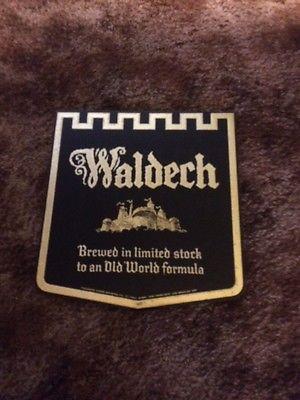 Waldech
Brewed in limited stock
to an Old World formula